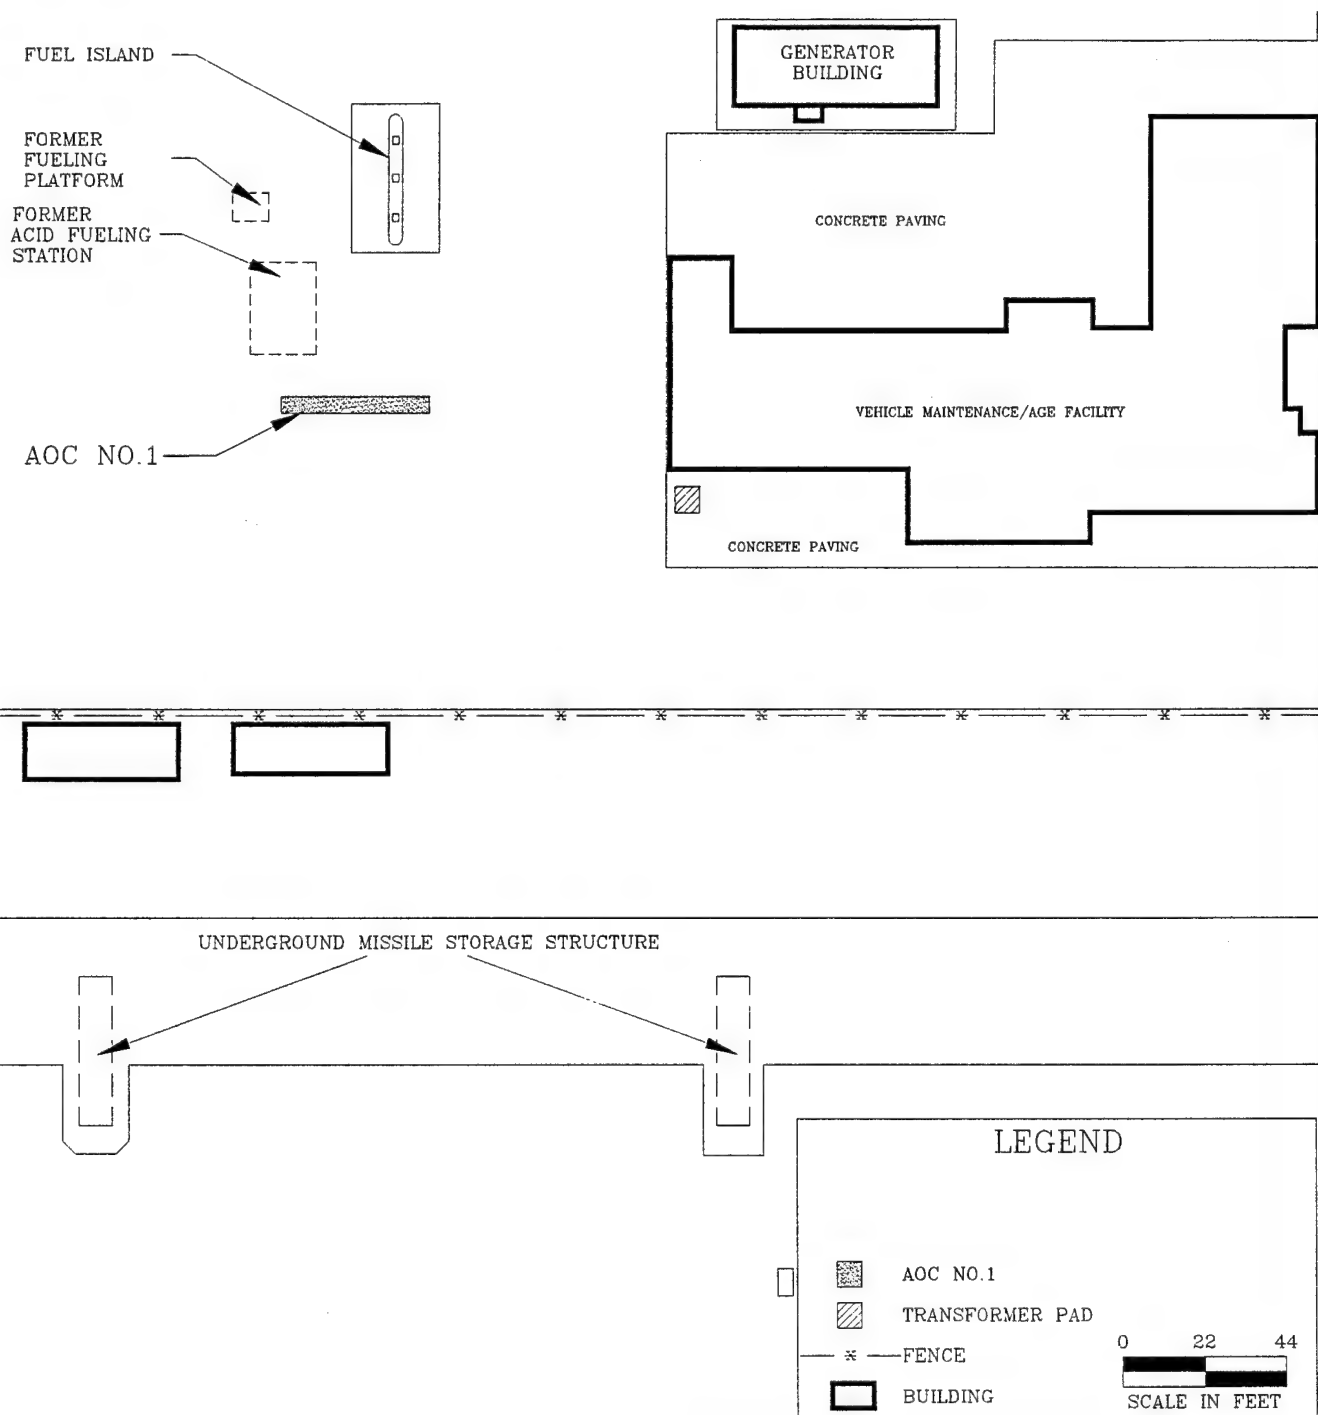 FUEL ISLAND
GENERATOR
BUILDING
FORMER
FUELING
PLATFORM
FORMER
ACID FUELING
STATION
CONCRETE PAVING
VEHICLE MAINTENANCE/AGE FACILITY
AOC NO.1
CONCRETE PAVING
UNDERGROUND MISSILE STORAGE STRUCTURE
LEGEND
AOC NO.1
TRANSFORMER PAD
FENCE
BUILDING
0 22 44
SCALE IN FEET